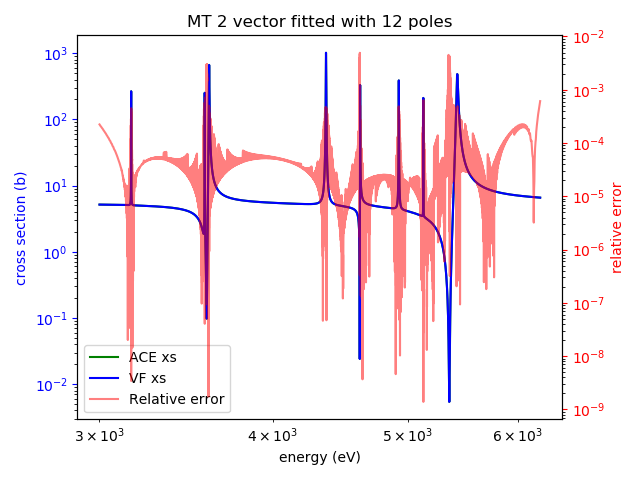 MT 2 vector fitted with 12 poles
10³
10²
10¹
10⁰
10⁻¹
10⁻²
cross section (b)
10⁻²
10⁻³
10⁻⁴
10⁻⁵
10⁻⁶
10⁻⁷
10⁻⁸
10⁻⁹
relative error
ACE xs
VF xs
Relative error
3 × 10³
4 × 10³
5 × 10³
6 × 10³
energy (eV)